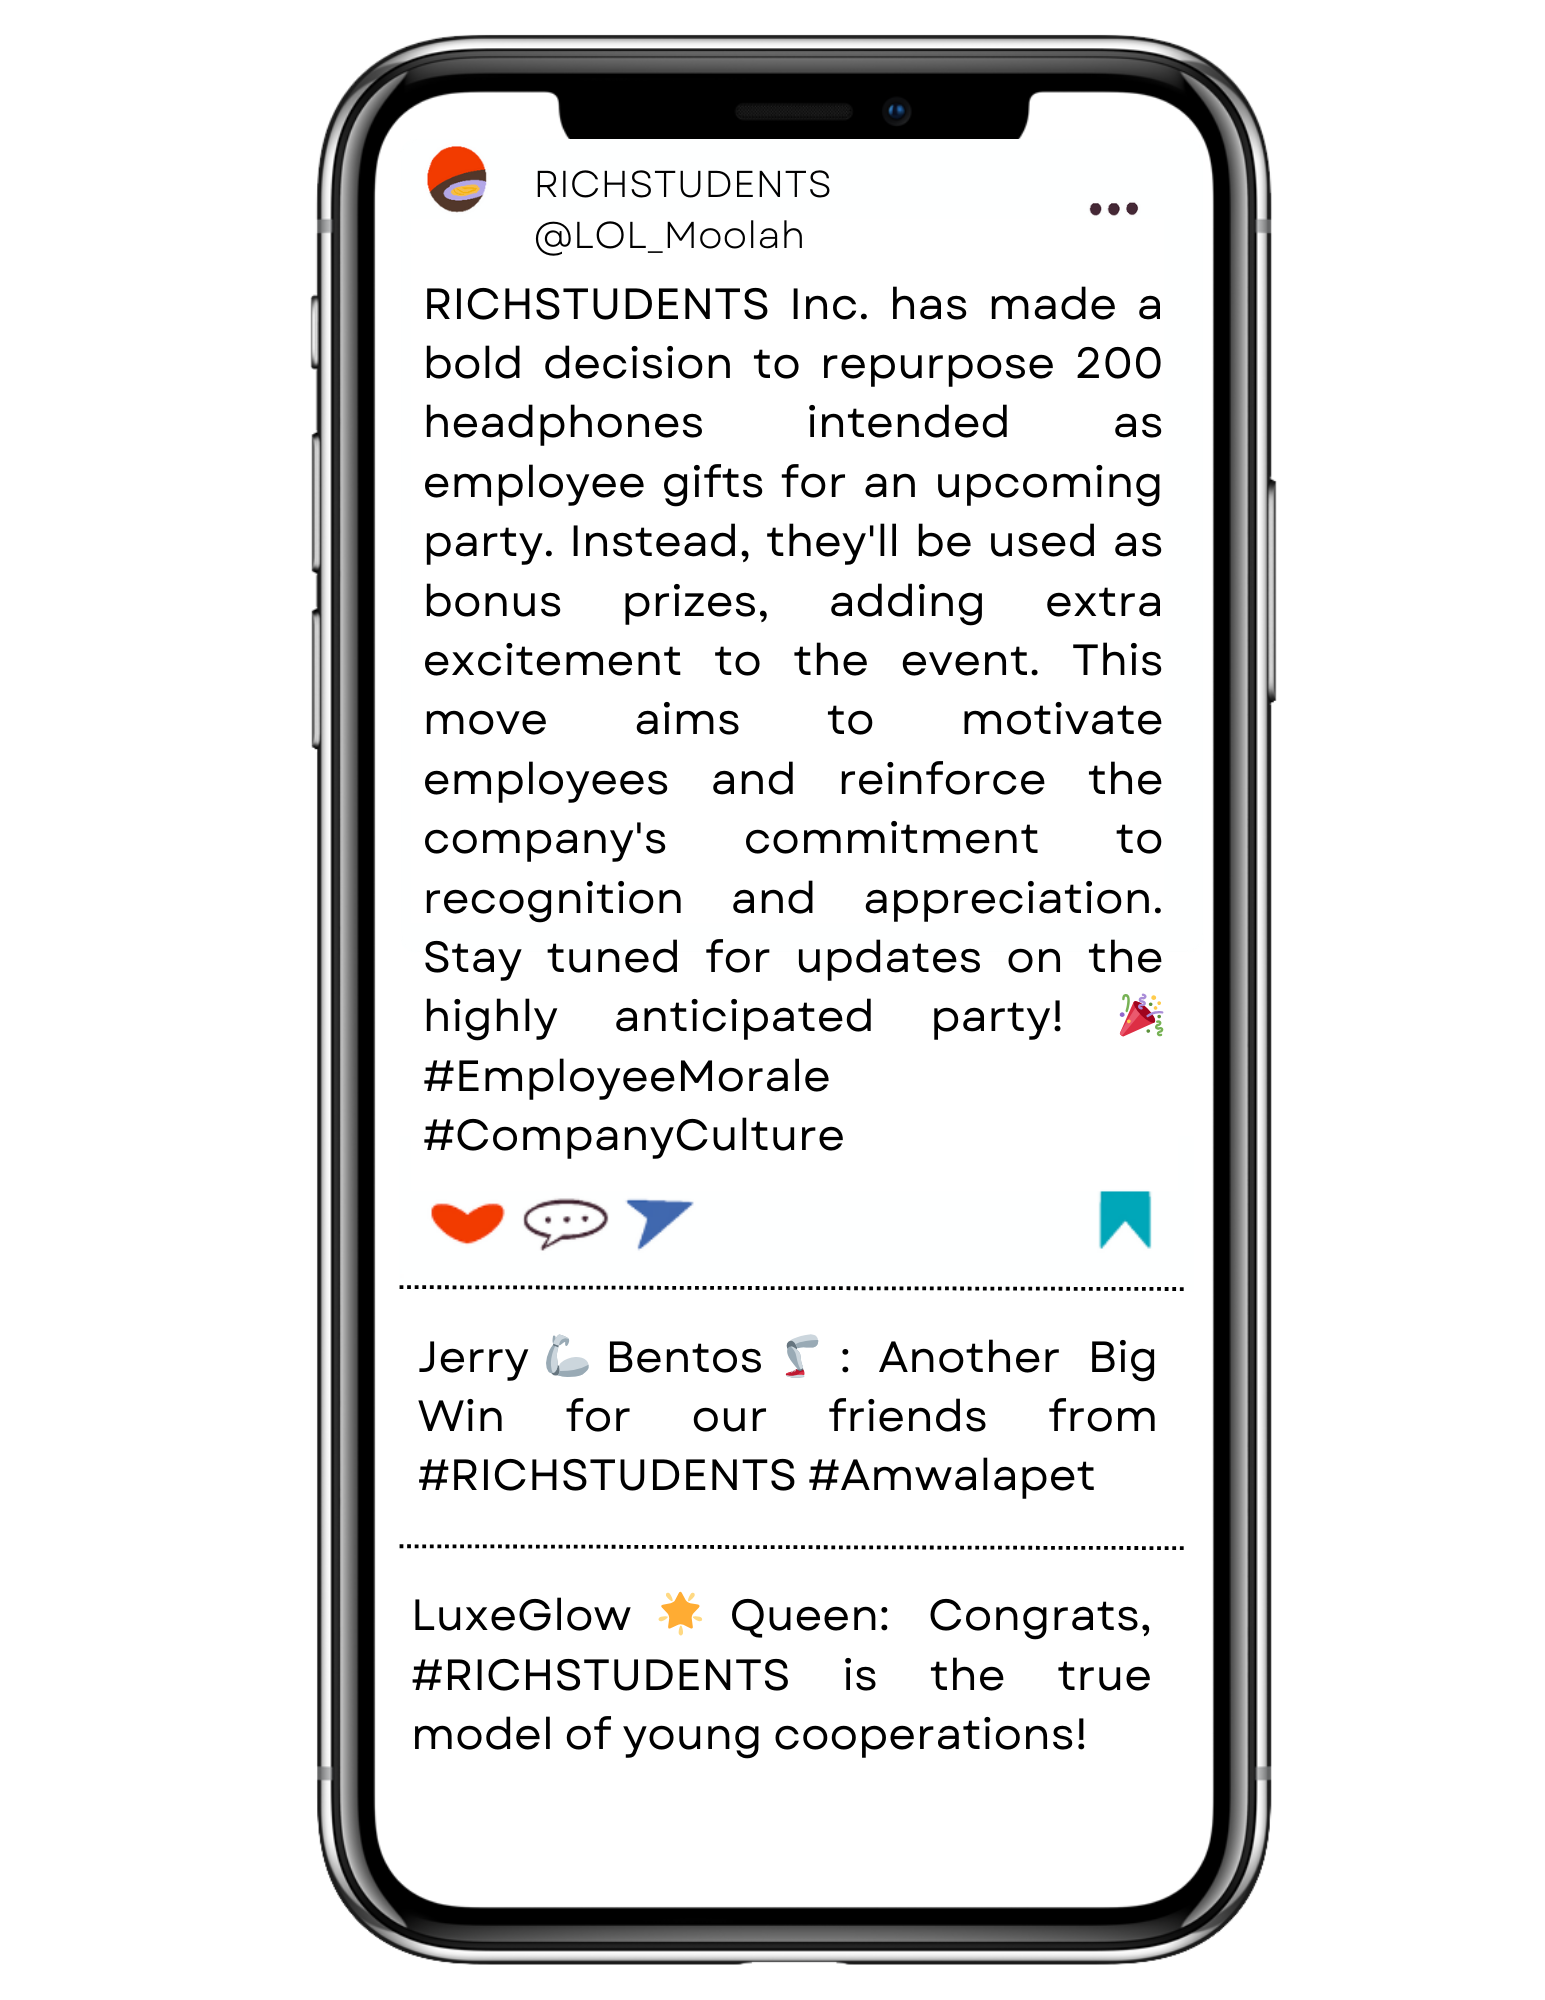 RICHSTUDENTS
@LOL_Moolah
RICHSTUDENTS Inc. has made a
bold decision to repurpose 200
headphones intended as
employee gifts for an upcoming
party. Instead, they'll be used as
bonus prizes, adding extra
excitement to the event. This
move aims to motivate
employees and reinforce the
company's commitment to
recognition and appreciation.
Stay tuned for updates on the
highly anticipated party! 🎉
#EmployeeMorale
#CompanyCulture
Jerry 🦾 Bentos 🦿 : Another Big
Win for our friends from
#RICHSTUDENTS #Amwalapet
LuxeGlow 🌟 Queen: Congrats,
#RICHSTUDENTS is the true
model of young cooperations!